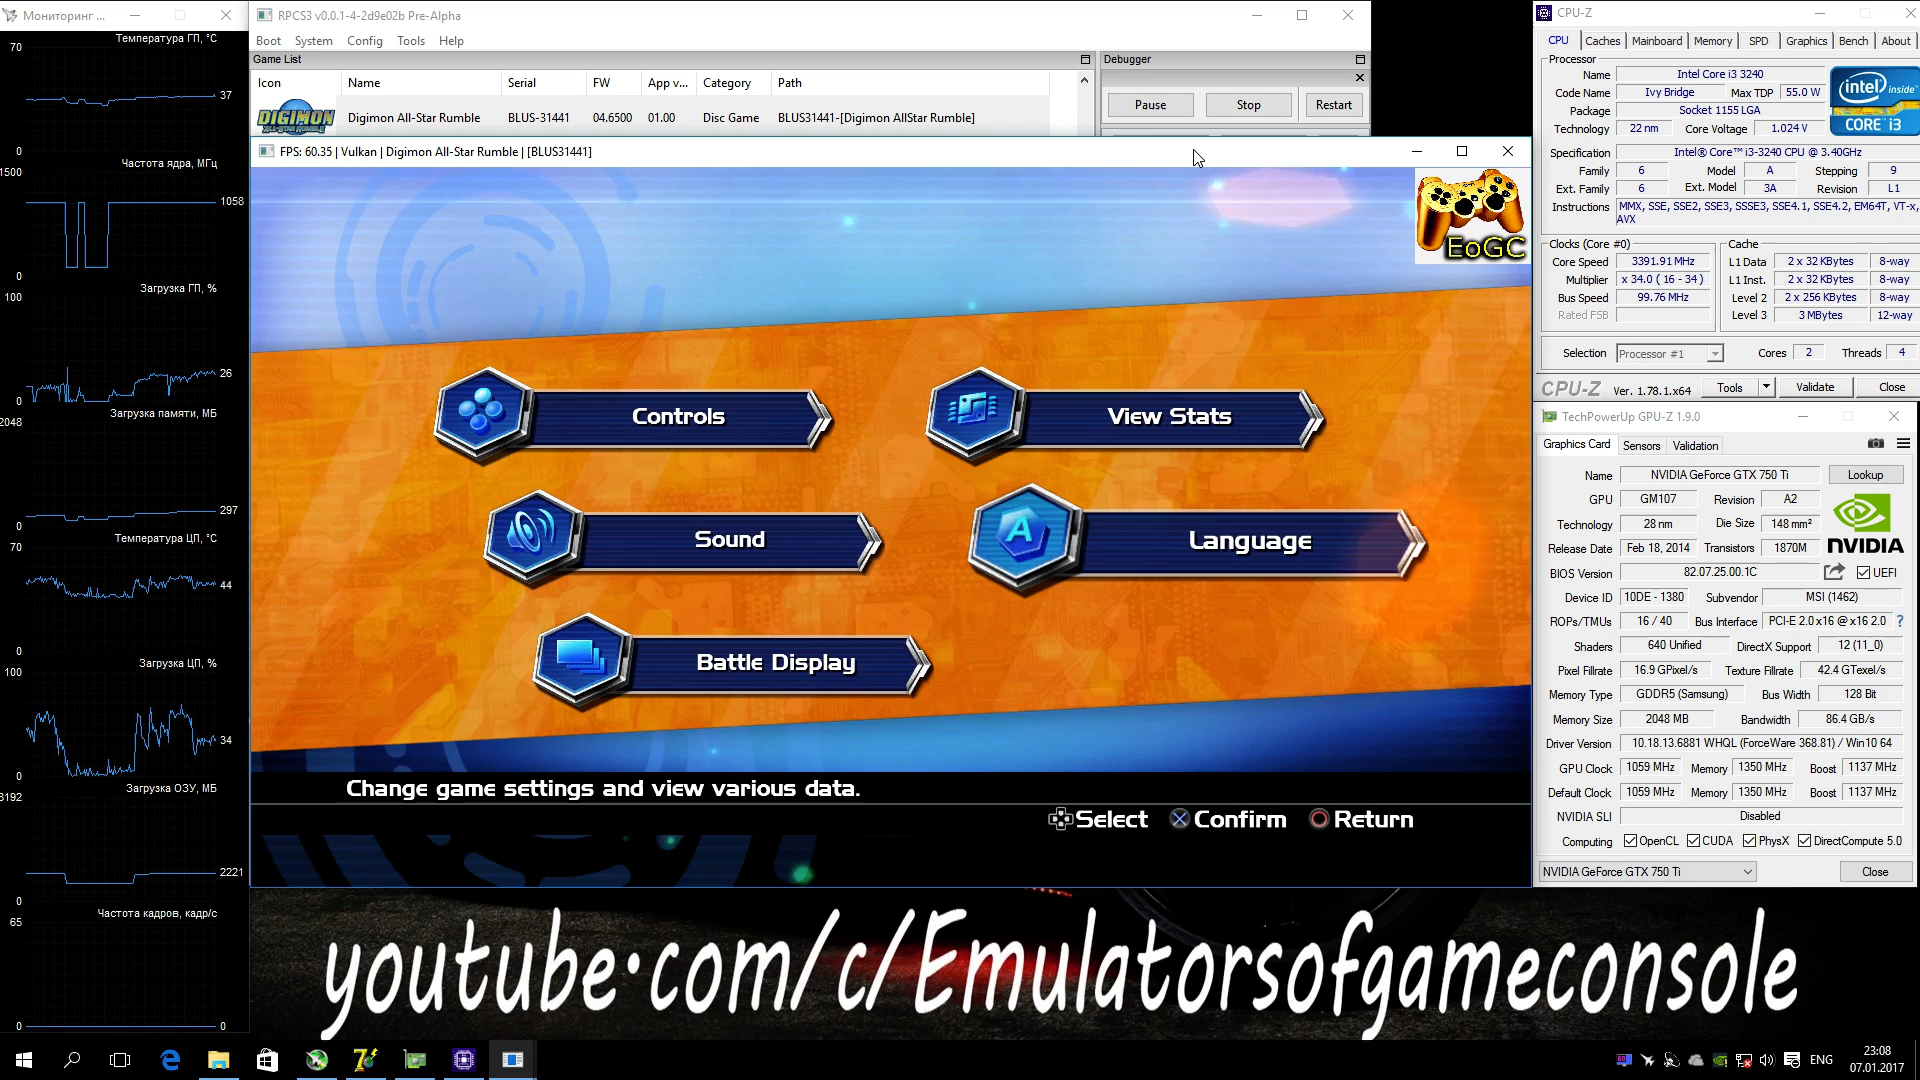 Мониторинг ...
Температура ГП, °C
70
37
0
Частота ядра, МГц
1500
1058
0
Загрузка ГП, %
100
26
0
Загрузка памяти, МБ
2048
297
0
Температура ЦП, °C
70
44
0
Загрузка ЦП, %
100
34
0
Загрузка ОЗУ, МБ
8192
2221
0
Частота кадров, кадр/с
65
0
0
RPCS3 v0.0.1-4-2d9e02b Pre-Alpha
Boot System Config Tools Help
Game List
Icon Name Serial FW App v... Category Path
DIGIMON Digimon All-Star Rumble BLUS-31441 04.6500 01.00 Disc Game BLUS31441-[Digimon AllStar Rumble]
Debugger
Pause Stop Restart
FPS: 60.35 | Vulkan | Digimon All-Star Rumble | [BLUS31441]
EoGC
Controls
View Stats
Sound
A Language
Battle Display
Change game settings and view various data.
Select Confirm Return
youtube.com/c/Emulatorsofgameconsole
CPU-Z
CPU Caches Mainboard Memory SPD Graphics Bench About
Processor
Name Intel Core i3 3240
Code Name Ivy Bridge Max TDP 55.0 W
Package Socket 1155 LGA
Technology 22 nm Core Voltage 1.024 V
intel inside
CORE i3
Specification Intel® Core™ i3-3240 CPU @ 3.40GHz
Family 6 Model A Stepping 9
Ext. Family 6 Ext. Model 3A Revision L1
Instructions MMX, SSE, SSE2, SSE3, SSSE3, SSE4.1, SSE4.2, EM64T, VT-x,
AVX
Clocks (Core #0)
Core Speed 3391.91 MHz
Multiplier x 34.0 ( 16 - 34 )
Bus Speed 99.76 MHz
Rated FSB
Cache
L1 Data 2 x 32 KBytes 8-way
L1 Inst. 2 x 32 KBytes 8-way
Level 2 2 x 256 KBytes 8-way
Level 3 3 MBytes 12-way
Selection Processor #1 Cores 2 Threads 4
CPU-Z Ver. 1.78.1.x64 Tools Validate Close
TechPowerUp GPU-Z 1.9.0
Graphics Card Sensors Validation
Name NVIDIA GeForce GTX 750 Ti Lookup
GPU GM107 Revision A2
Technology 28 nm Die Size 148 mm²
Release Date Feb 18, 2014 Transistors 1870M
NVIDIA
BIOS Version 82.07.25.00.1C UEFI
Device ID 10DE - 1380 Subvendor MSI (1462)
ROPs/TMUs 16 / 40 Bus Interface PCI-E 2.0 x16 @ x16 2.0 ?
Shaders 640 Unified DirectX Support 12 (11_0)
Pixel Fillrate 16.9 GPixel/s Texture Fillrate 42.4 GTexel/s
Memory Type GDDR5 (Samsung) Bus Width 128 Bit
Memory Size 2048 MB Bandwidth 86.4 GB/s
Driver Version 10.18.13.6881 WHQL (ForceWare 368.81) / Win10 64
GPU Clock 1059 MHz Memory 1350 MHz Boost 1137 MHz
Default Clock 1059 MHz Memory 1350 MHz Boost 1137 MHz
NVIDIA SLI Disabled
Computing OpenCL CUDA PhysX DirectCompute 5.0
NVIDIA GeForce GTX 750 Ti Close
ENG
23:08
07.01.2017